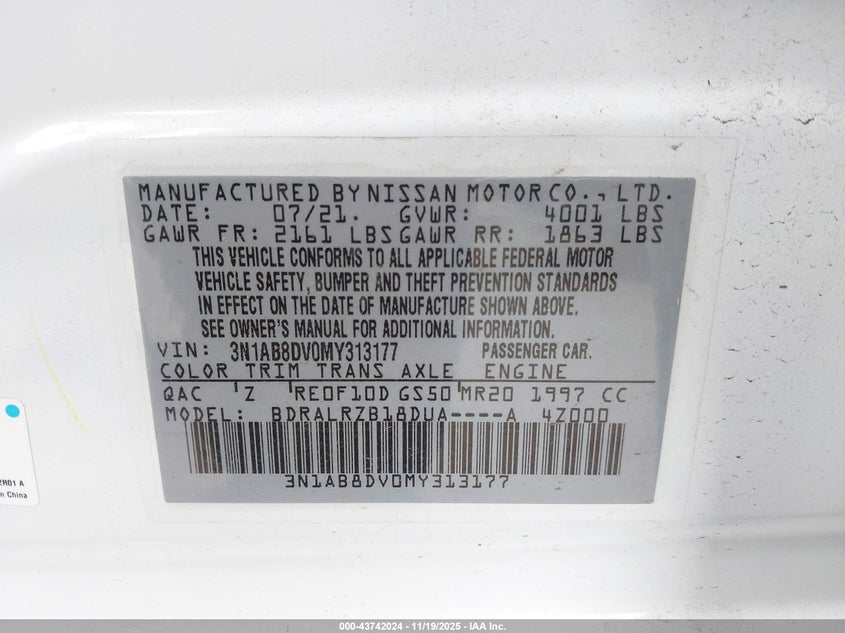 MANUFACTURED BY NISSAN MOTOR CO., LTD.
DATE: 07/21. GVWR: 4001 LBS
GAWR FR: 2161 LBS GAWR RR: 1863 LBS
THIS VEHICLE CONFORMS TO ALL APPLICABLE FEDERAL MOTOR
VEHICLE SAFETY, BUMPER AND THEFT PREVENTION STANDARDS
IN EFFECT ON THE DATE OF MANUFACTURE SHOWN ABOVE.
SEE OWNER'S MANUAL FOR ADDITIONAL INFORMATION.
VIN: 3N1AB8DV0MY313177 PASSENGER CAR.
COLOR TRIM TRANS AXLE ENGINE
QAC Z RE0F10D GS50 MR20 1997 CC
MODEL: BDRALRZB18DUA----A 4Z000
3N1AB8DV0MY313177
2R01 A
n China
000-43742024 - 11/19/2025 - IAA Inc.